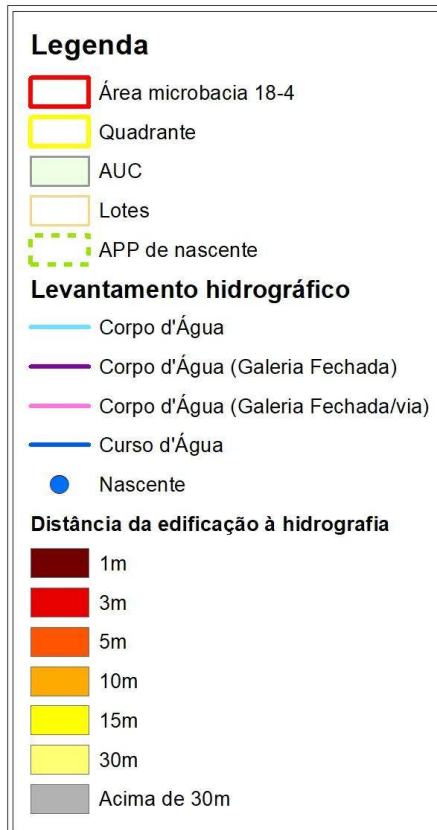 Legenda
Área microbacia 18-4
Quadrante
AUC
Lotes
APP de nascente
Levantamento hidrográfico
Corpo d'Água
Corpo d'Água (Galeria Fechada)
Corpo d'Água (Galeria Fechada/via)
Curso d'Água
Nascente
Distância da edificação à hidrografia
1m
3m
5m
10m
15m
30m
Acima de 30m